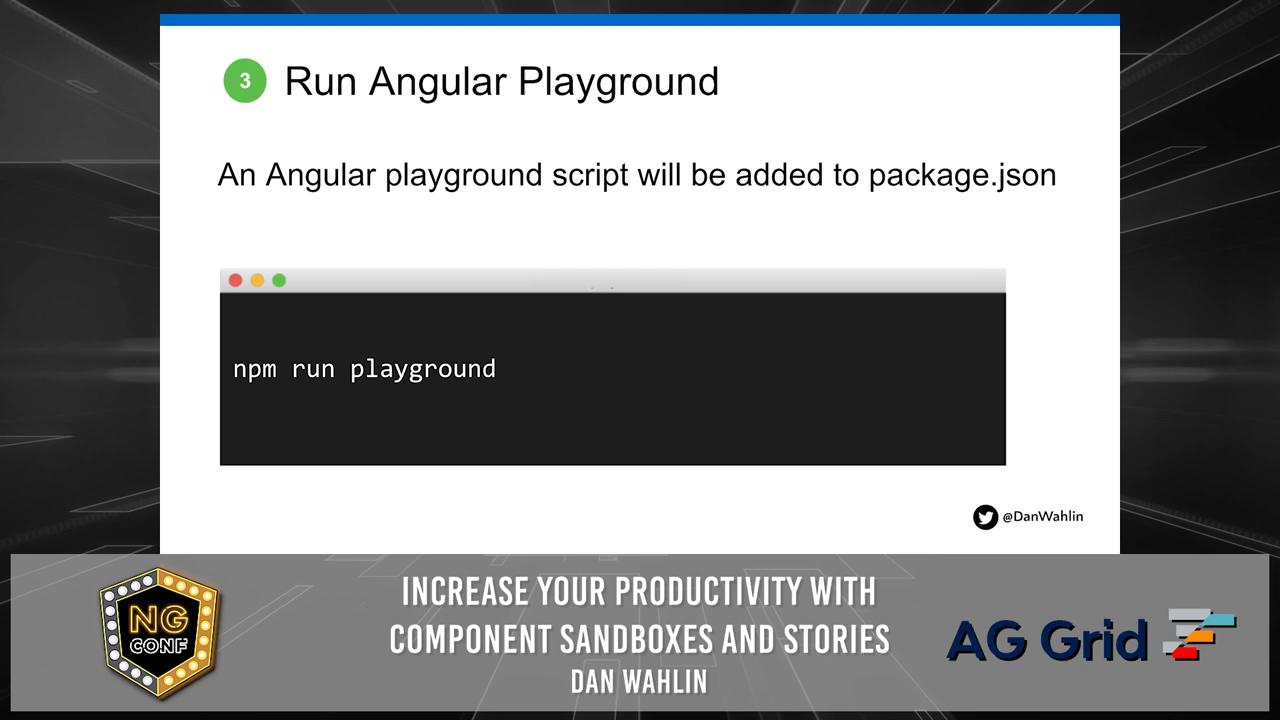 3 Run Angular Playground
An Angular playground script will be added to package.json
npm run playground
@DanWahlin
NG
CONF
INCREASE YOUR PRODUCTIVITY WITH
COMPONENT SANDBOXES AND STORIES
DAN WAHLIN
AG Grid